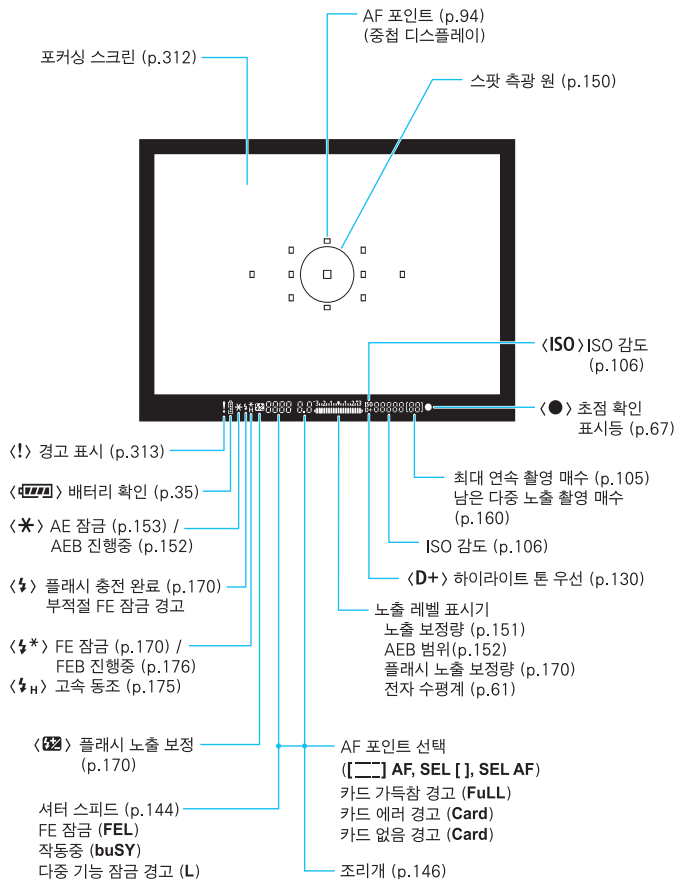 AF 포인트 (p.94)
(중첩 디스플레이)
포커싱 스크린 (p.312)
스팟 측광 원 (p.150)
〈ISO〉ISO 감도
(p.106)
〈●〉 초점 확인
표시등 (p.67)
〈!〉 경고 표시 (p.313)
최대 연속 촬영 매수 (p.105)
남은 다중 노출 촬영 매수
(p.160)
〈 〉 배터리 확인 (p.35)
〈✱〉 AE 잠금 (p.153) /
AEB 진행중 (p.152)
ISO 감도 (p.106)
〈D+〉 하이라이트 톤 우선 (p.130)
〈⚡〉 플래시 충전 완료 (p.170)
부적절 FE 잠금 경고
노출 레벨 표시기
노출 보정량 (p.151)
AEB 범위(p.152)
플래시 노출 보정량 (p.170)
전자 수평계 (p.61)
〈⚡*〉 FE 잠금 (p.170) /
FEB 진행중 (p.176)
〈⚡H〉 고속 동조 (p.175)
〈 〉 플래시 노출 보정
(p.170)
AF 포인트 선택
([ ] AF, SEL [ ], SEL AF)
카드 가득참 경고 (FuLL)
카드 에러 경고 (Card)
카드 없음 경고 (Card)
셔터 스피드 (p.144)
FE 잠금 (FEL)
작동중 (buSY)
다중 기능 잠금 경고 (L)
조리개 (p.146)